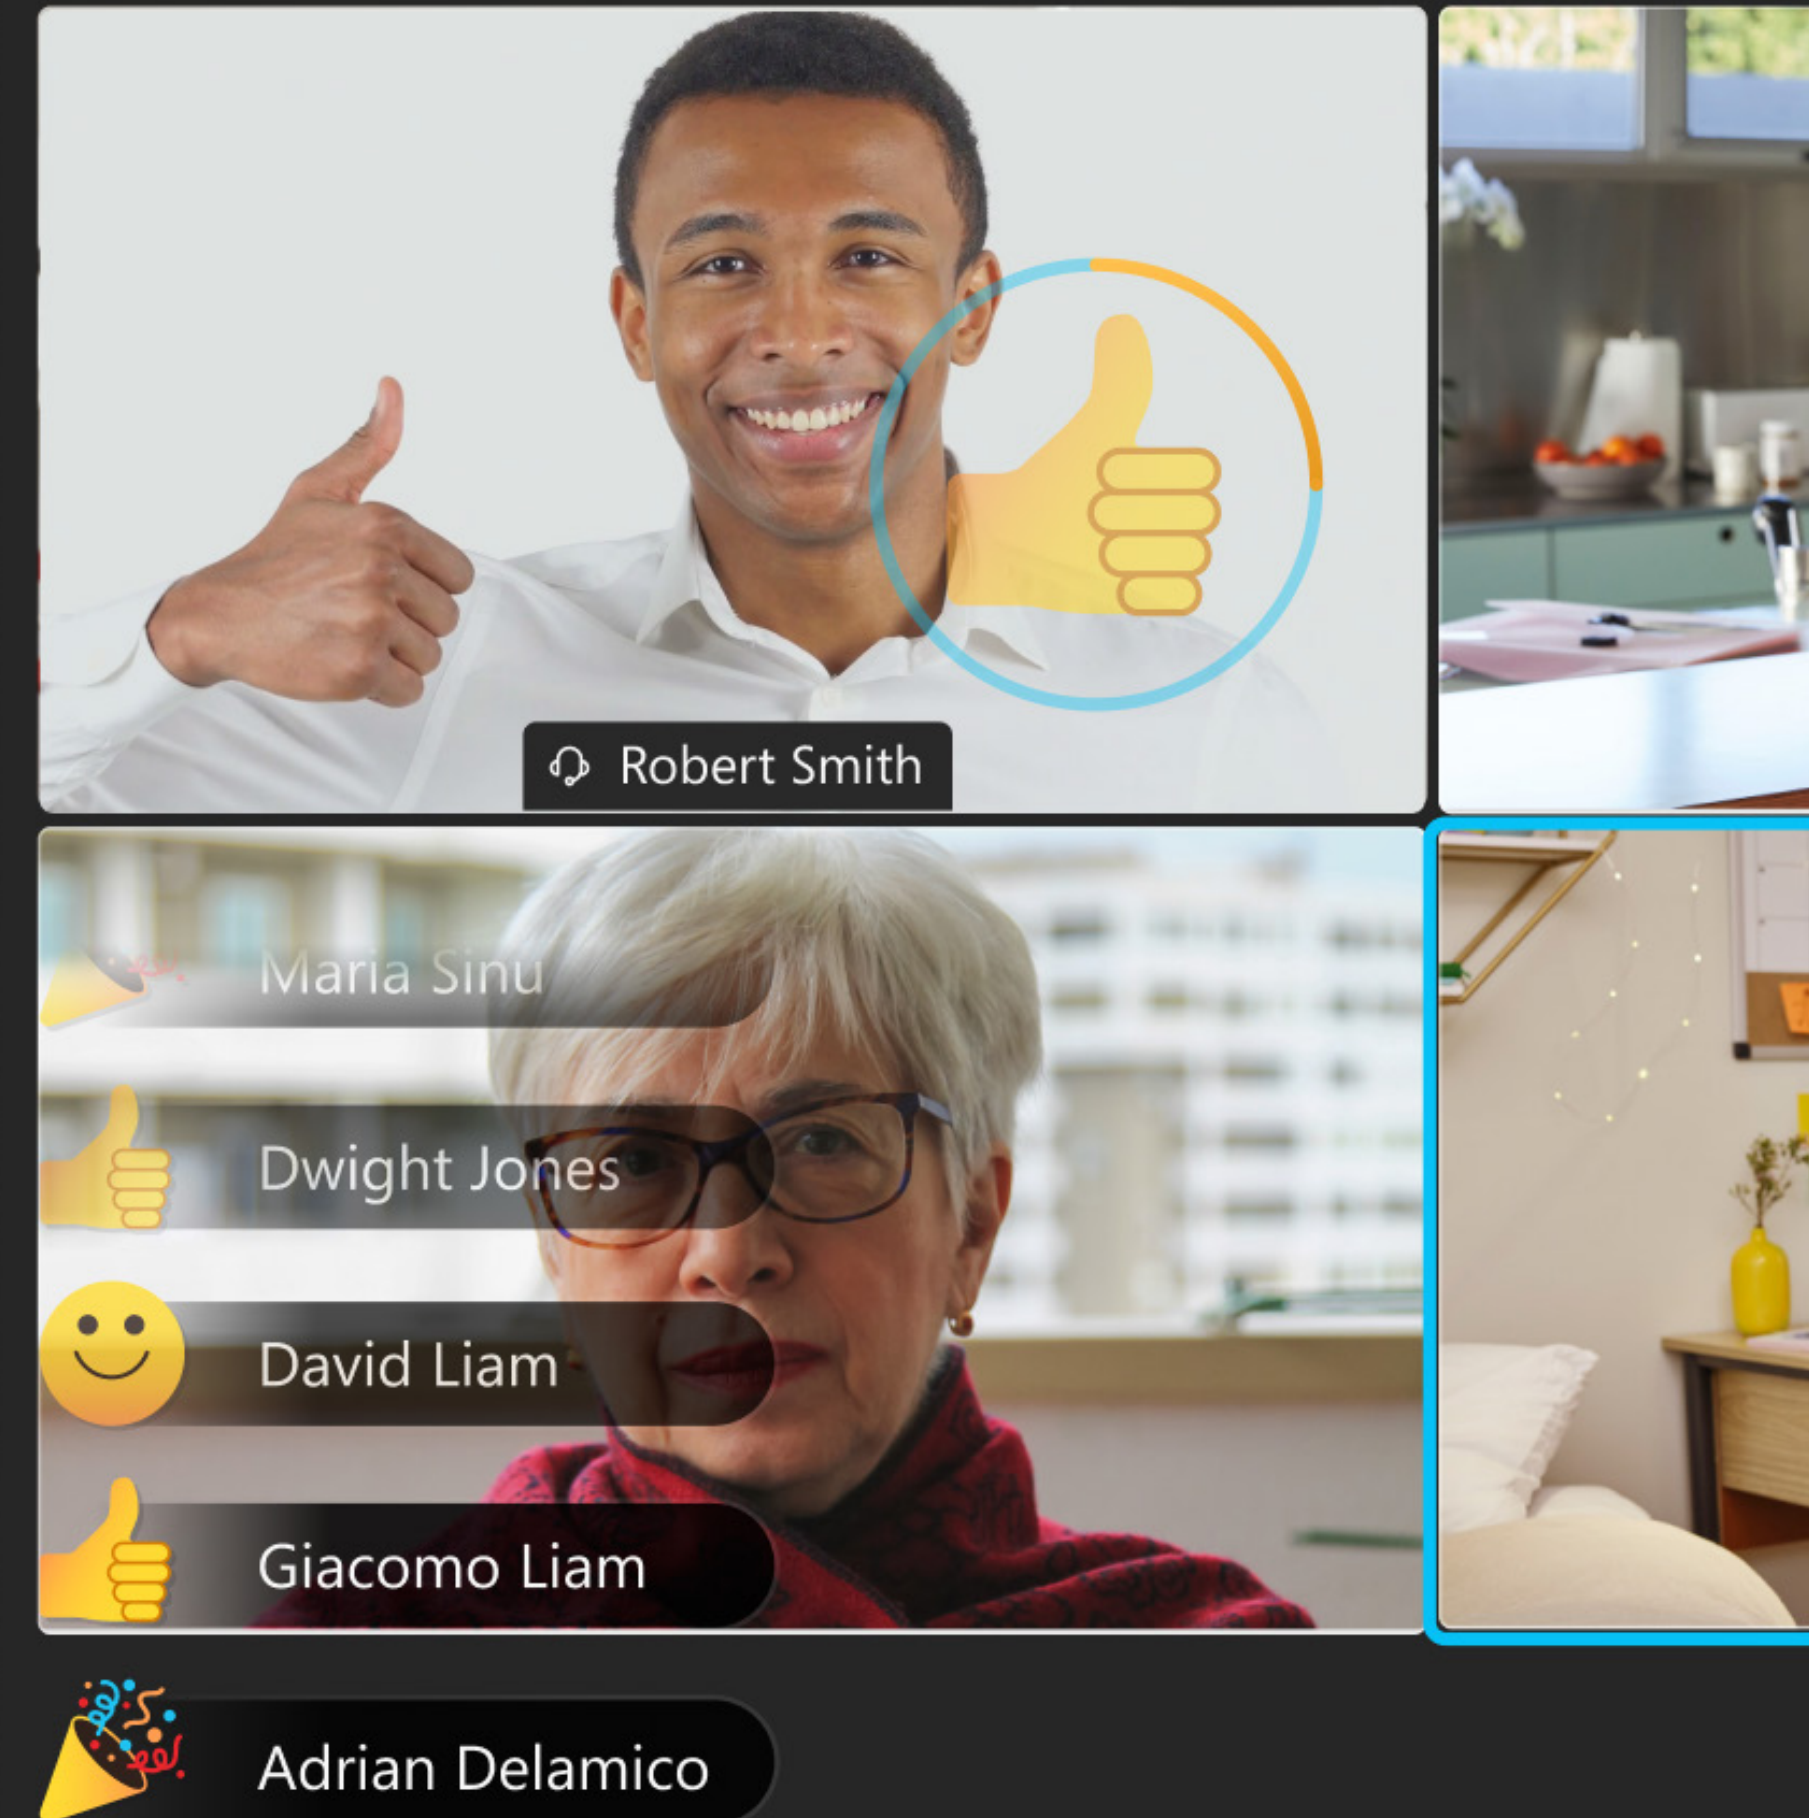 Robert Smith
Maria Sinu
Dwight Jones
David Liam
Giacomo Liam
Adrian Delamico